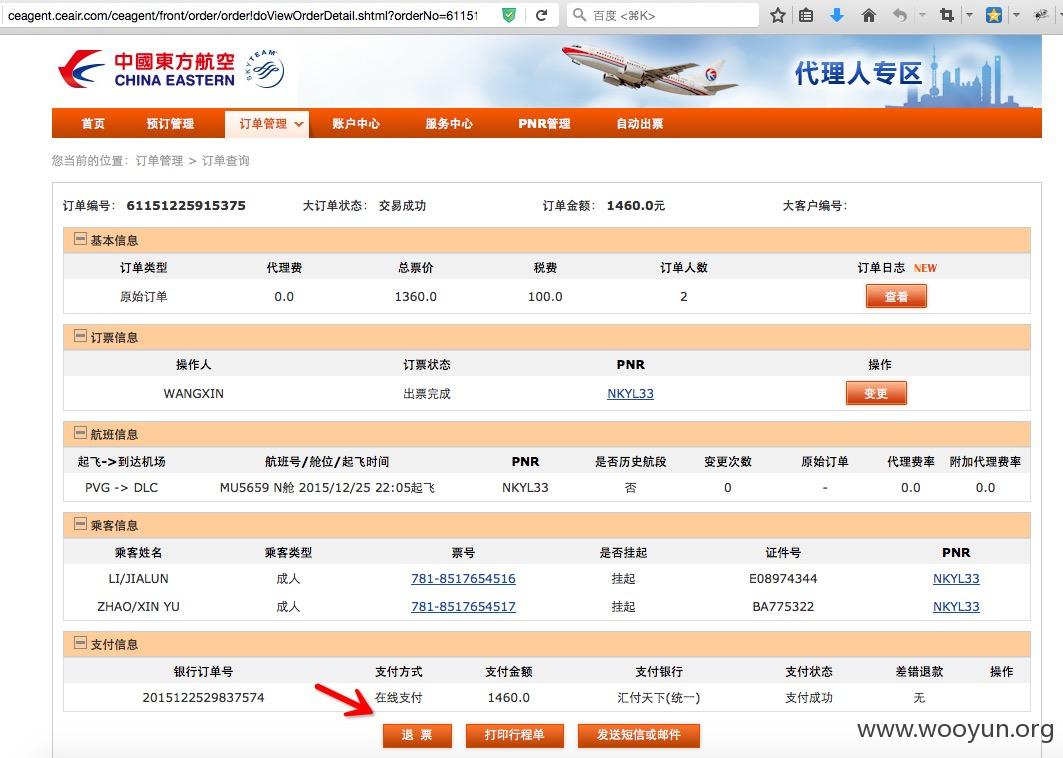 ceagent.ceair.com/ceagent/front/order/orderIdoViewOrderDetail.shtml?orderNo=61151
百度 <⌘K>
中國東方航空
CHINA EASTERN
SKYTEAM
代理人专区
首页 预订管理 订单管理 账户中心 服务中心 PNR管理 自动出票
您当前的位置: 订单管理 > 订单查询
订单编号: 61151225915375 大订单状态: 交易成功 订单金额: 1460.0元 大客户编号:
基本信息
订单类型 代理费 总票价 税费 订单人数 订单日志 NEW
原始订单 0.0 1360.0 100.0 2 查看
订票信息
操作人 订票状态 PNR 操作
WANGXIN 出票完成 NKYL33 变更
航班信息
起飞->到达机场 航班号/舱位/起飞时间 PNR 是否历史航段 变更次数 原始订单 代理费率 附加代理费率
PVG -> DLC MU5659 N舱 2015/12/25 22:05起飞 NKYL33 否 0 - 0.0 0.0
乘客信息
乘客姓名 乘客类型 票号 是否挂起 证件号 PNR
LI/JIALUN 成人 781-8517654516 挂起 E08974344 NKYL33
ZHAO/XIN YU 成人 781-8517654517 挂起 BA775322 NKYL33
支付信息
银行订单号 支付方式 支付金额 支付银行 支付状态 差错退款 操作
2015122529837574 在线支付 1460.0 汇付天下(统一) 支付成功 无
退 票 打印行程单 发送短信或邮件
www.wooyun.org